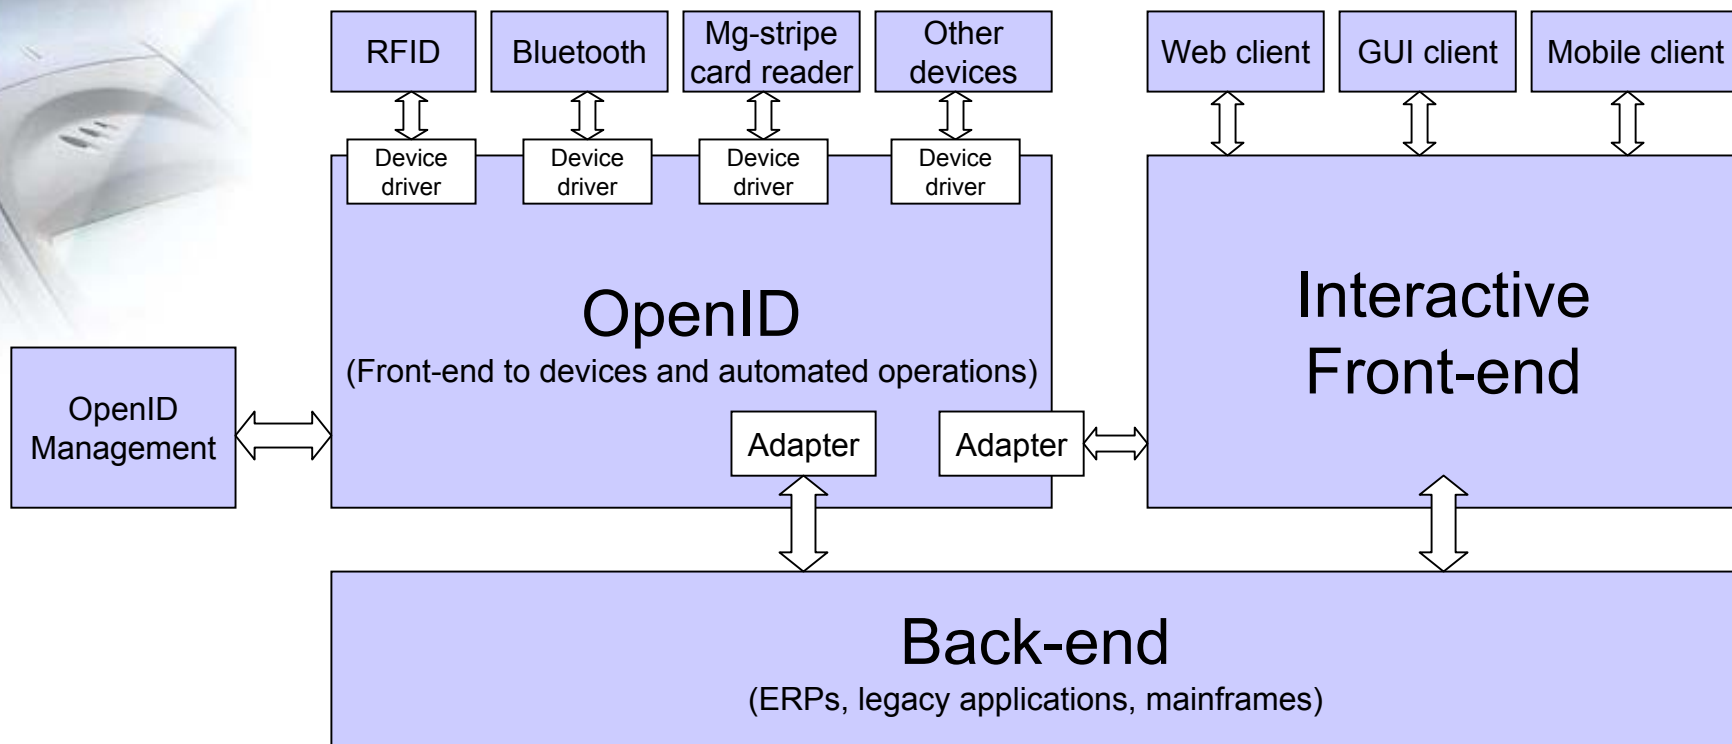 RFID
Bluetooth
Mg-stripe
card reader
Other
devices
Web client
GUI client
Mobile client
Device
driver
Device
driver
Device
driver
Device
driver
OpenID
(Front-end to devices and automated operations)
Interactive
Front-end
OpenID
Management
Adapter
Adapter
Back-end
(ERPs, legacy applications, mainframes)